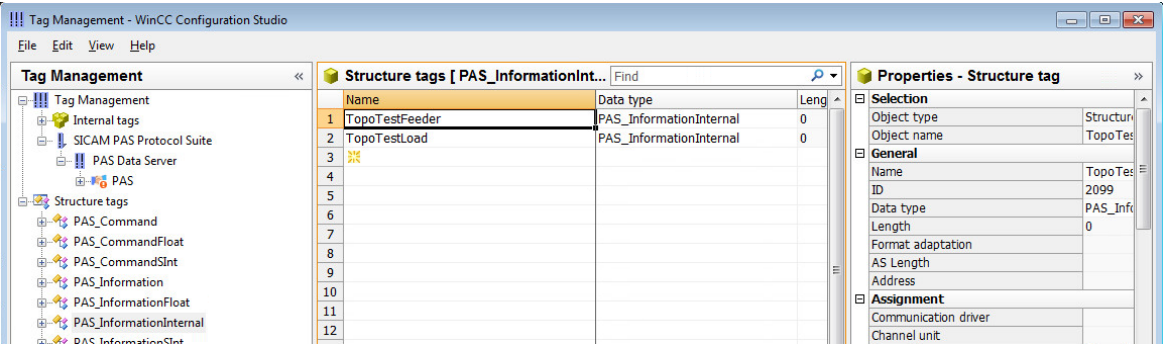 Tag Management - WinCC Configuration Studio
File Edit View Help
Tag Management «
Tag Management
Internal tags
SICAM PAS Protocol Suite
PAS Data Server
PAS
Structure tags
PAS_Command
PAS_CommandFloat
PAS_CommandSInt
PAS_Information
PAS_InformationFloat
PAS_InformationInternal
PAS_InformationSInt
Structure tags [ PAS_InformationInt... Find
Name Data type Leng
1 TopoTestFeeder PAS_InformationInternal 0
2 TopoTestLoad PAS_InformationInternal 0
3
4
5
6
7
8
9
10
11
12
Properties - Structure tag »
Selection
Object type Structure
Object name TopoTes
General
Name TopoTes
ID 2099
Data type PAS_Info
Length 0
Format adaptation
AS Length
Address
Assignment
Communication driver
Channel unit